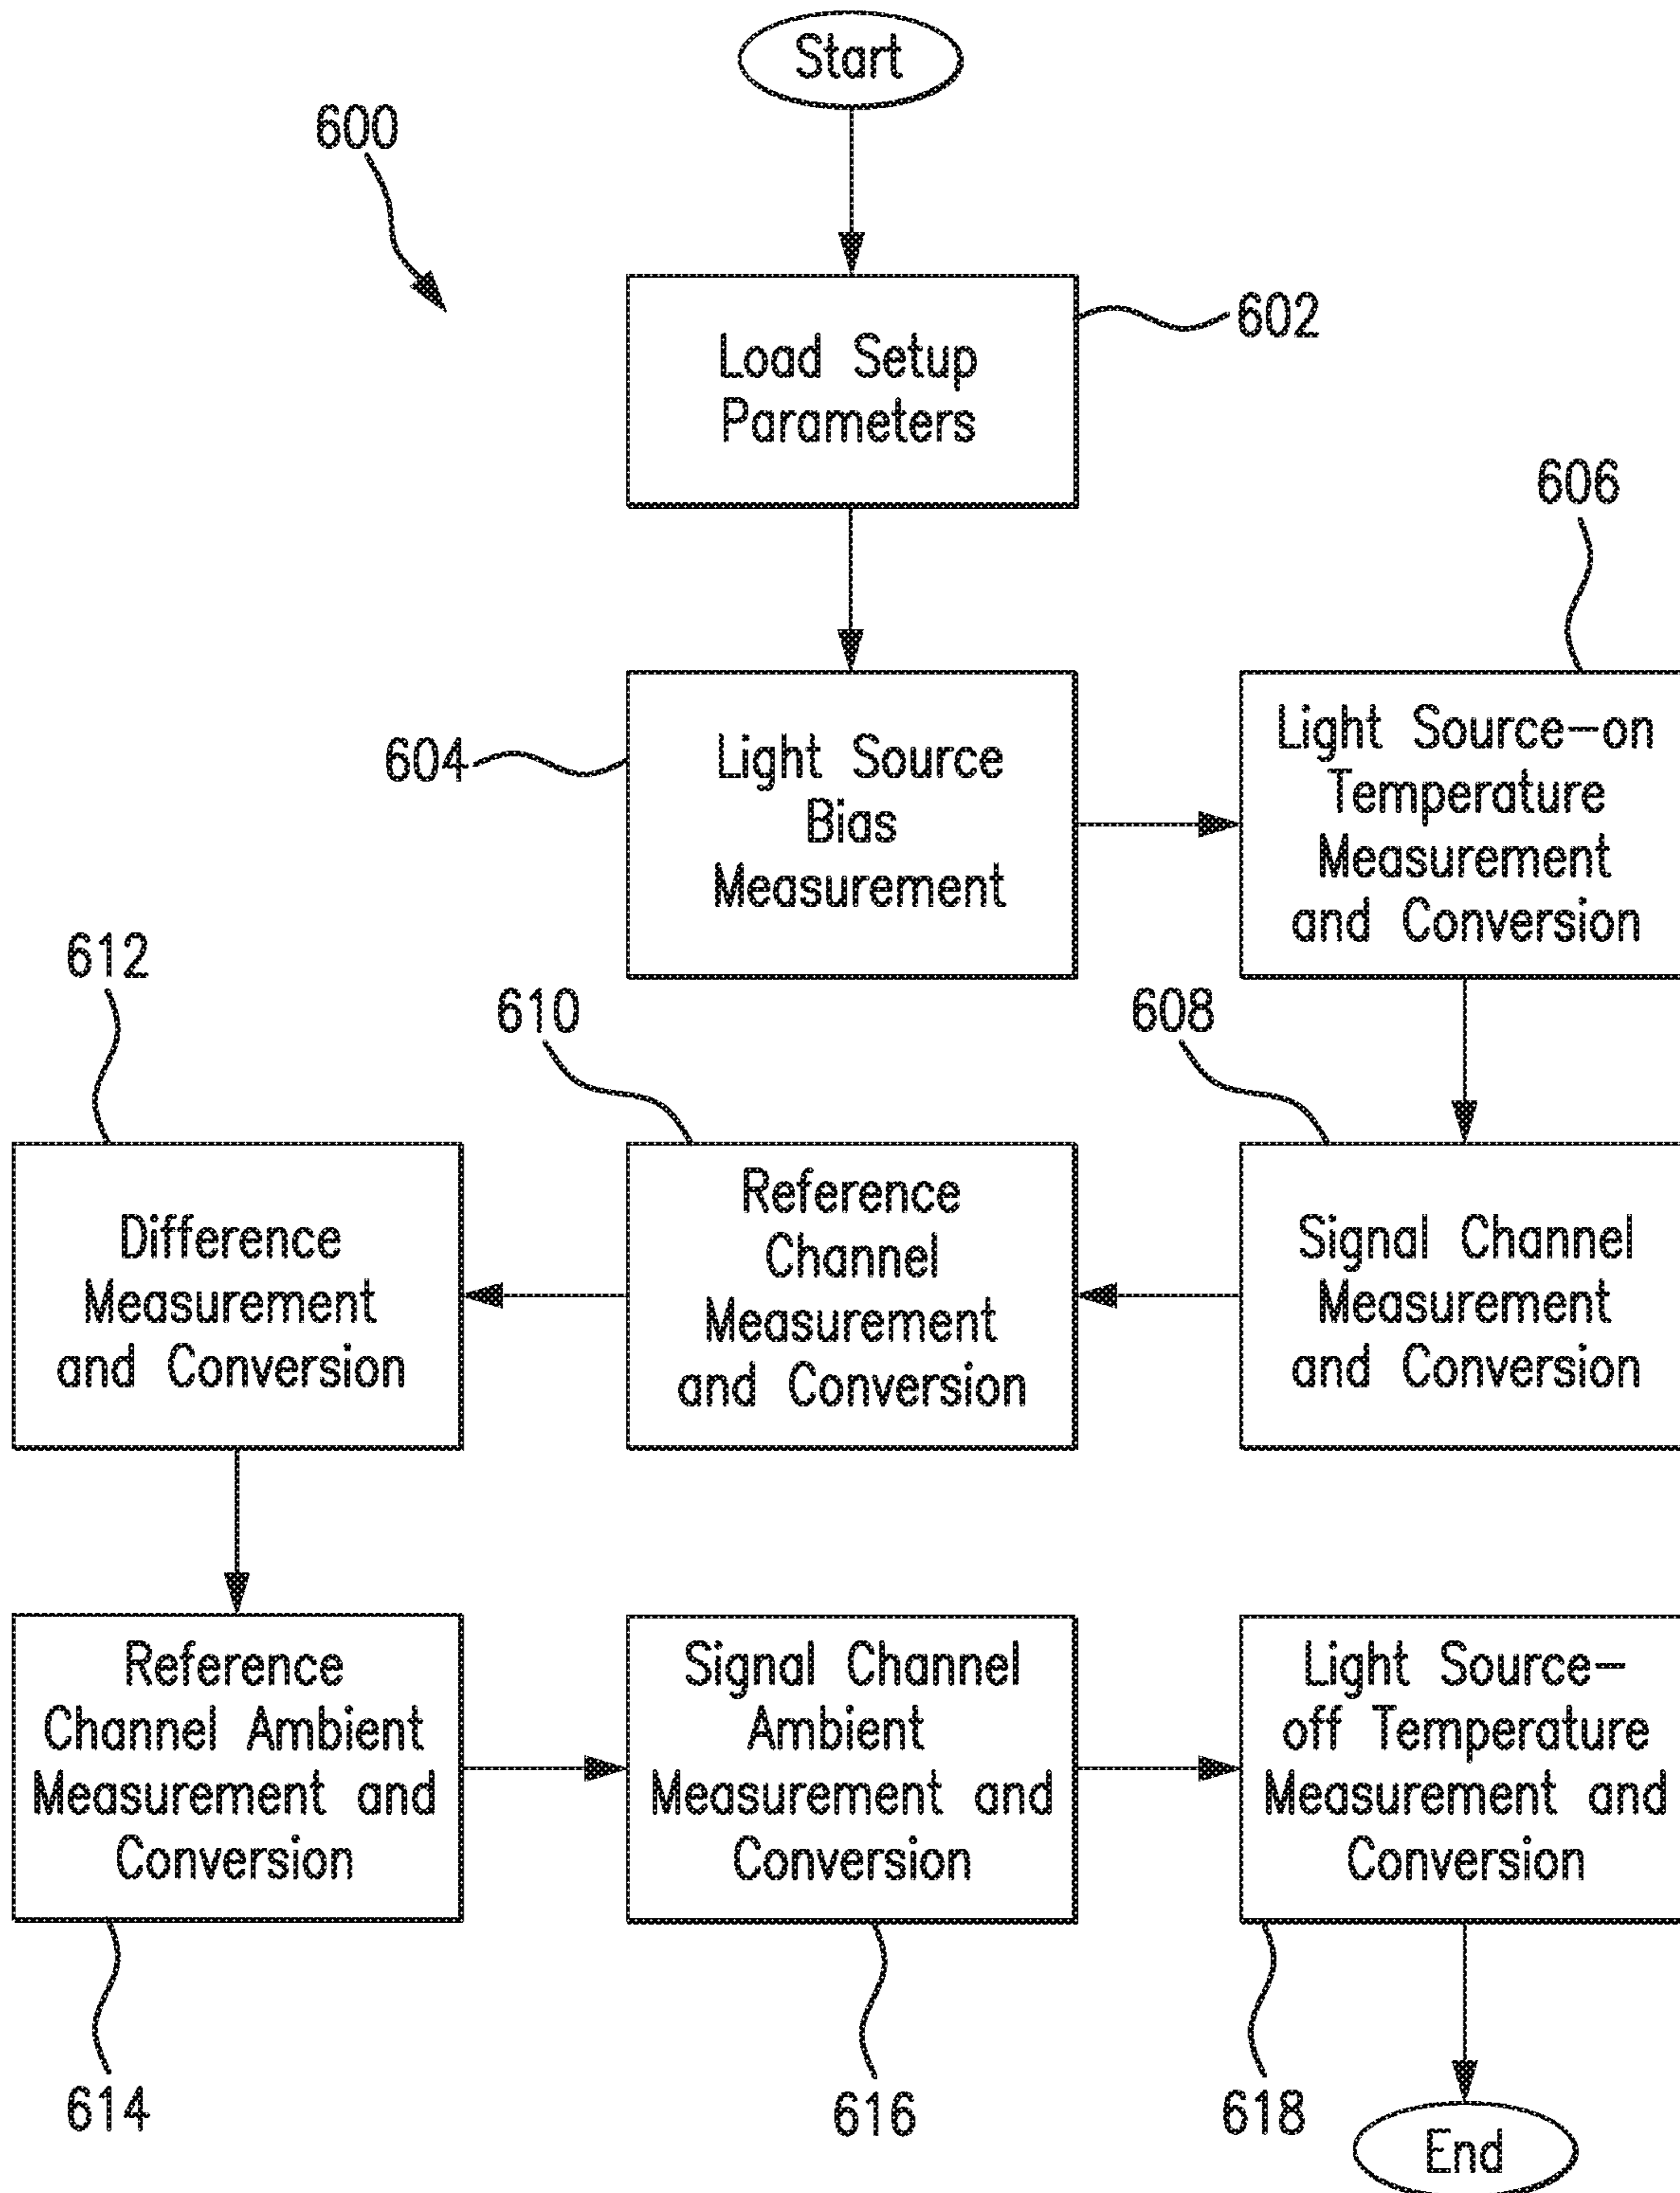 Start
600
Load Setup
Parameters
602
606
604
Light Source
Bias
Measurement
Light Source-on
Temperature
Measurement
and Conversion
612
610
608
Difference
Measurement
and Conversion
Reference
Channel
Measurement
and Conversion
Signal Channel
Measurement
and Conversion
Reference
Channel Ambient
Measurement and
Conversion
Signal Channel
Ambient
Measurement and
Conversion
Light Source-
off Temperature
Measurement and
Conversion
614
616
618
End